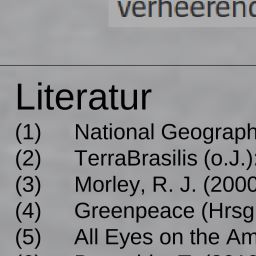 verheerend
Literatur
(1) National Geograph
(2) TerraBrasilis (o.J.):
(3) Morley, R. J. (2000
(4) Greenpeace (Hrsg
(5) All Eyes on the Am